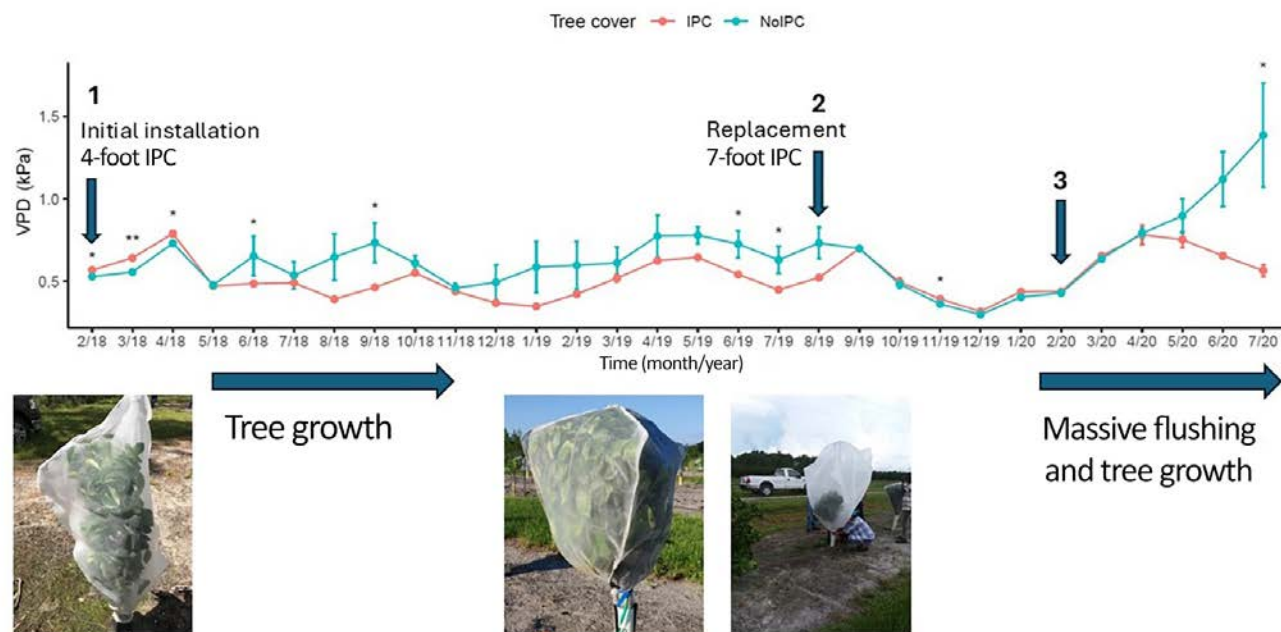 Tree cover IPC NoIPC
1
Initial installation
4-foot IPC
2
Replacement
7-foot IPC
3
VPD (kPa)
1.5
1.0
0.5
*
**
*
*
*
*
*
*
*
2/18 3/18 4/18 5/18 6/18 7/18 8/18 9/18 10/18 11/18 12/18 1/19 2/19 3/19 4/19 5/19 6/19 7/19 8/19 9/19 10/19 11/19 12/19 1/20 2/20 3/20 4/20 5/20 6/20 7/20
Time (month/year)
Tree growth
Massive flushing
and tree growth